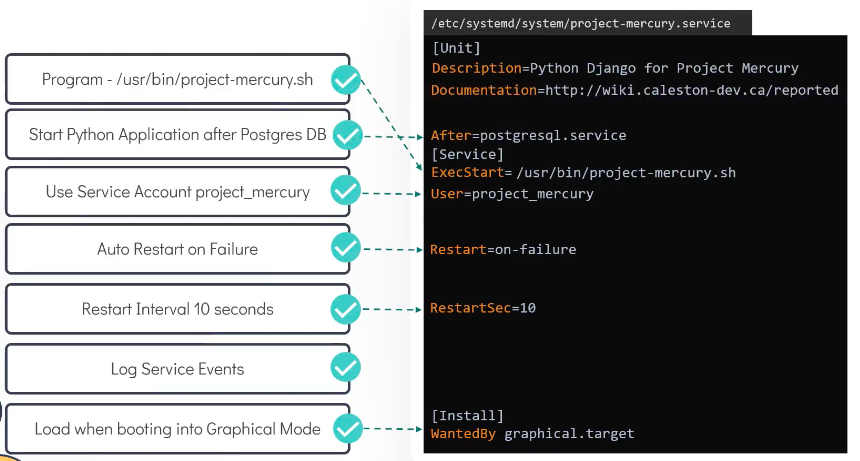 Program - /usr/bin/project-mercury.sh
Start Python Application after Postgres DB
Use Service Account project_mercury
Auto Restart on Failure
Restart Interval 10 seconds
Log Service Events
Load when booting into Graphical Mode
/etc/systemd/system/project-mercury.service
[Unit]
Description=Python Django for Project Mercury
Documentation=http://wiki.caleston-dev.ca/reported
After=postgresql.service
[Service]
ExecStart= /usr/bin/project-mercury.sh
User=project_mercury
Restart=on-failure
RestartSec=10
[Install]
WantedBy graphical.target